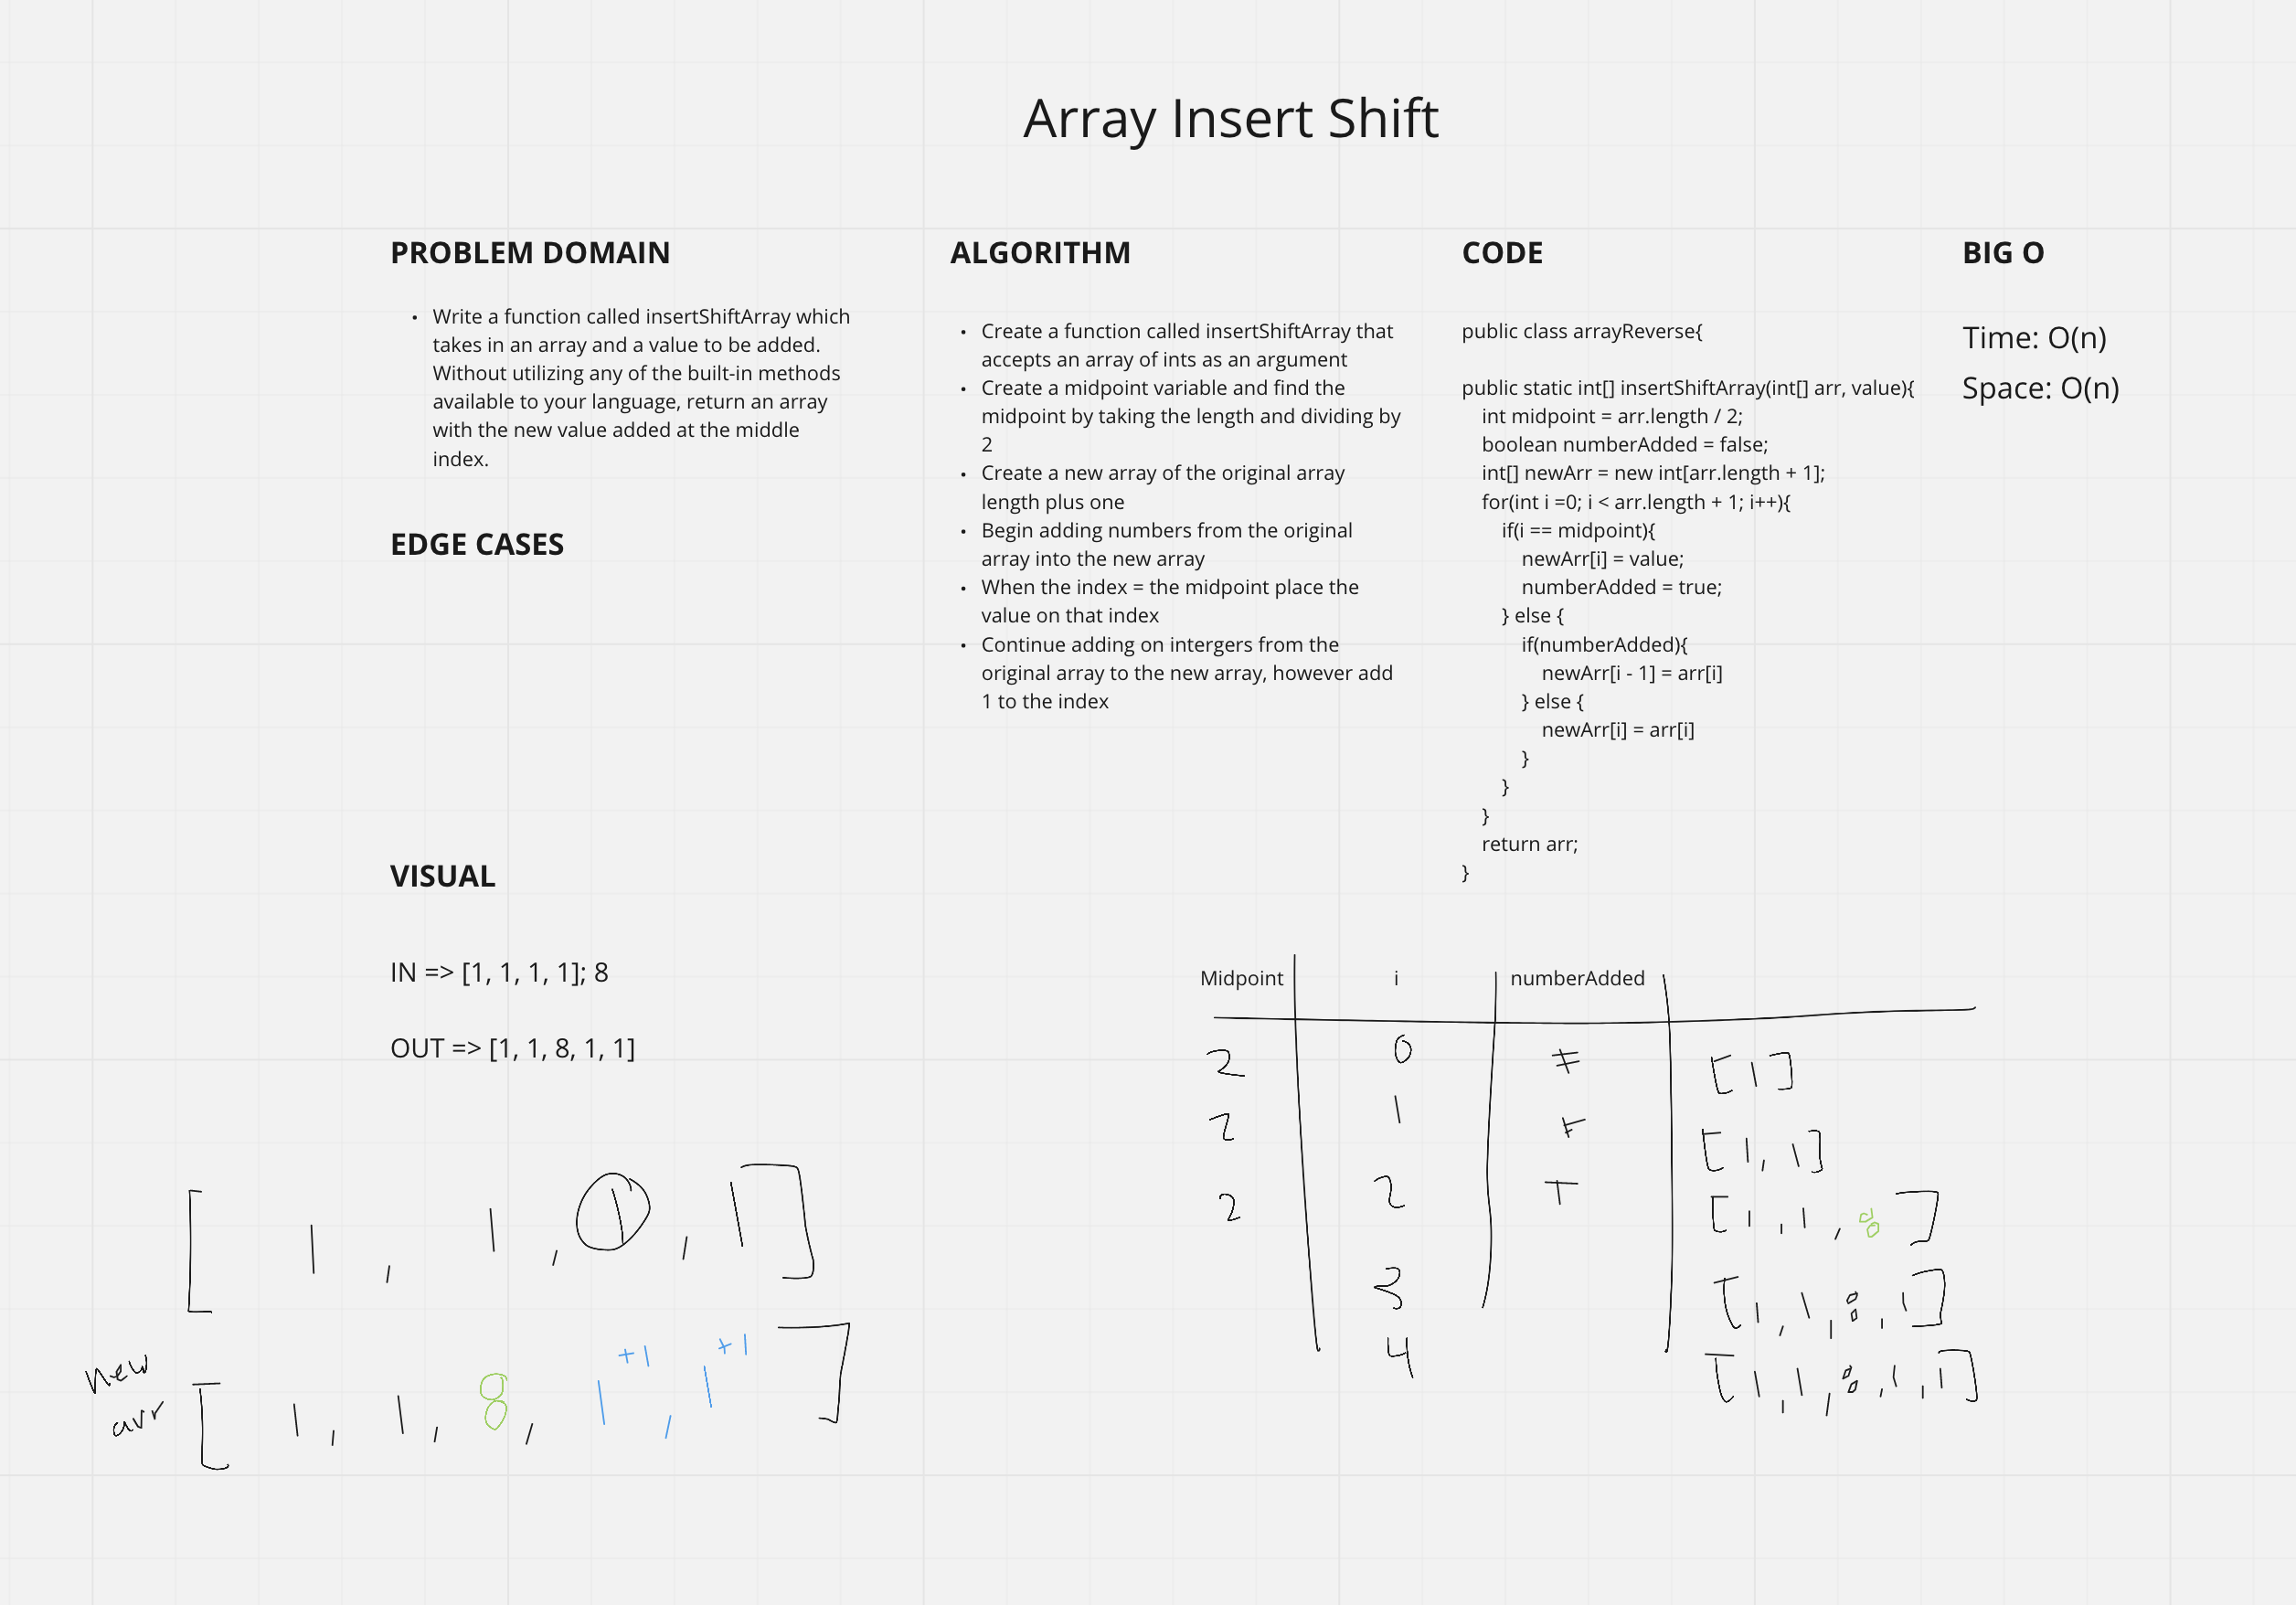 Array Insert Shift
PROBLEM DOMAIN
• Write a function called insertShiftArray which
takes in an array and a value to be added.
Without utilizing any of the built-in methods
available to your language, return an array
with the new value added at the middle
index.
EDGE CASES
VISUAL
IN => [1, 1, 1, 1]; 8
OUT => [1, 1, 8, 1, 1]
[ 1 , 1 , 1 , 1 ]
new
arr
[ 1 , 1 , 8 , 1 +1 , 1 +1 ]
ALGORITHM
• Create a function called insertShiftArray that
accepts an array of ints as an argument
• Create a midpoint variable and find the
midpoint by taking the length and dividing by
2
• Create a new array of the original array
length plus one
• Begin adding numbers from the original
array into the new array
• When the index = the midpoint place the
value on that index
• Continue adding on intergers from the
original array to the new array, however add
1 to the index
CODE
public class arrayReverse{
public static int[] insertShiftArray(int[] arr, value){
int midpoint = arr.length / 2;
boolean numberAdded = false;
int[] newArr = new int[arr.length + 1];
for(int i =0; i < arr.length + 1; i++){
if(i == midpoint){
newArr[i] = value;
numberAdded = true;
} else {
if(numberAdded){
newArr[i - 1] = arr[i]
} else {
newArr[i] = arr[i]
}
}
}
return arr;
}
BIG O
Time: O(n)
Space: O(n)
Midpoint i numberAdded
2 0 F [1]
2 1 F [1, 1]
2 2 T [1, 1, 8]
3 [1, 1, 8, 1]
4 [1, 1, 8, 1, 1]